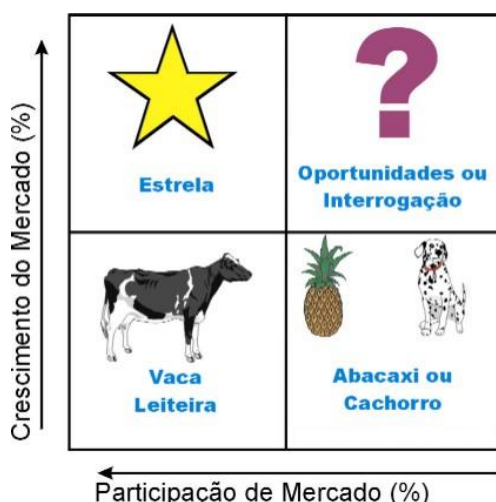 Crescimento do Mercado (%)
Estrela
Oportunidades ou
Interrogação
Vaca
Leiteira
Abacaxi ou
Cachorro
Participação de Mercado (%)